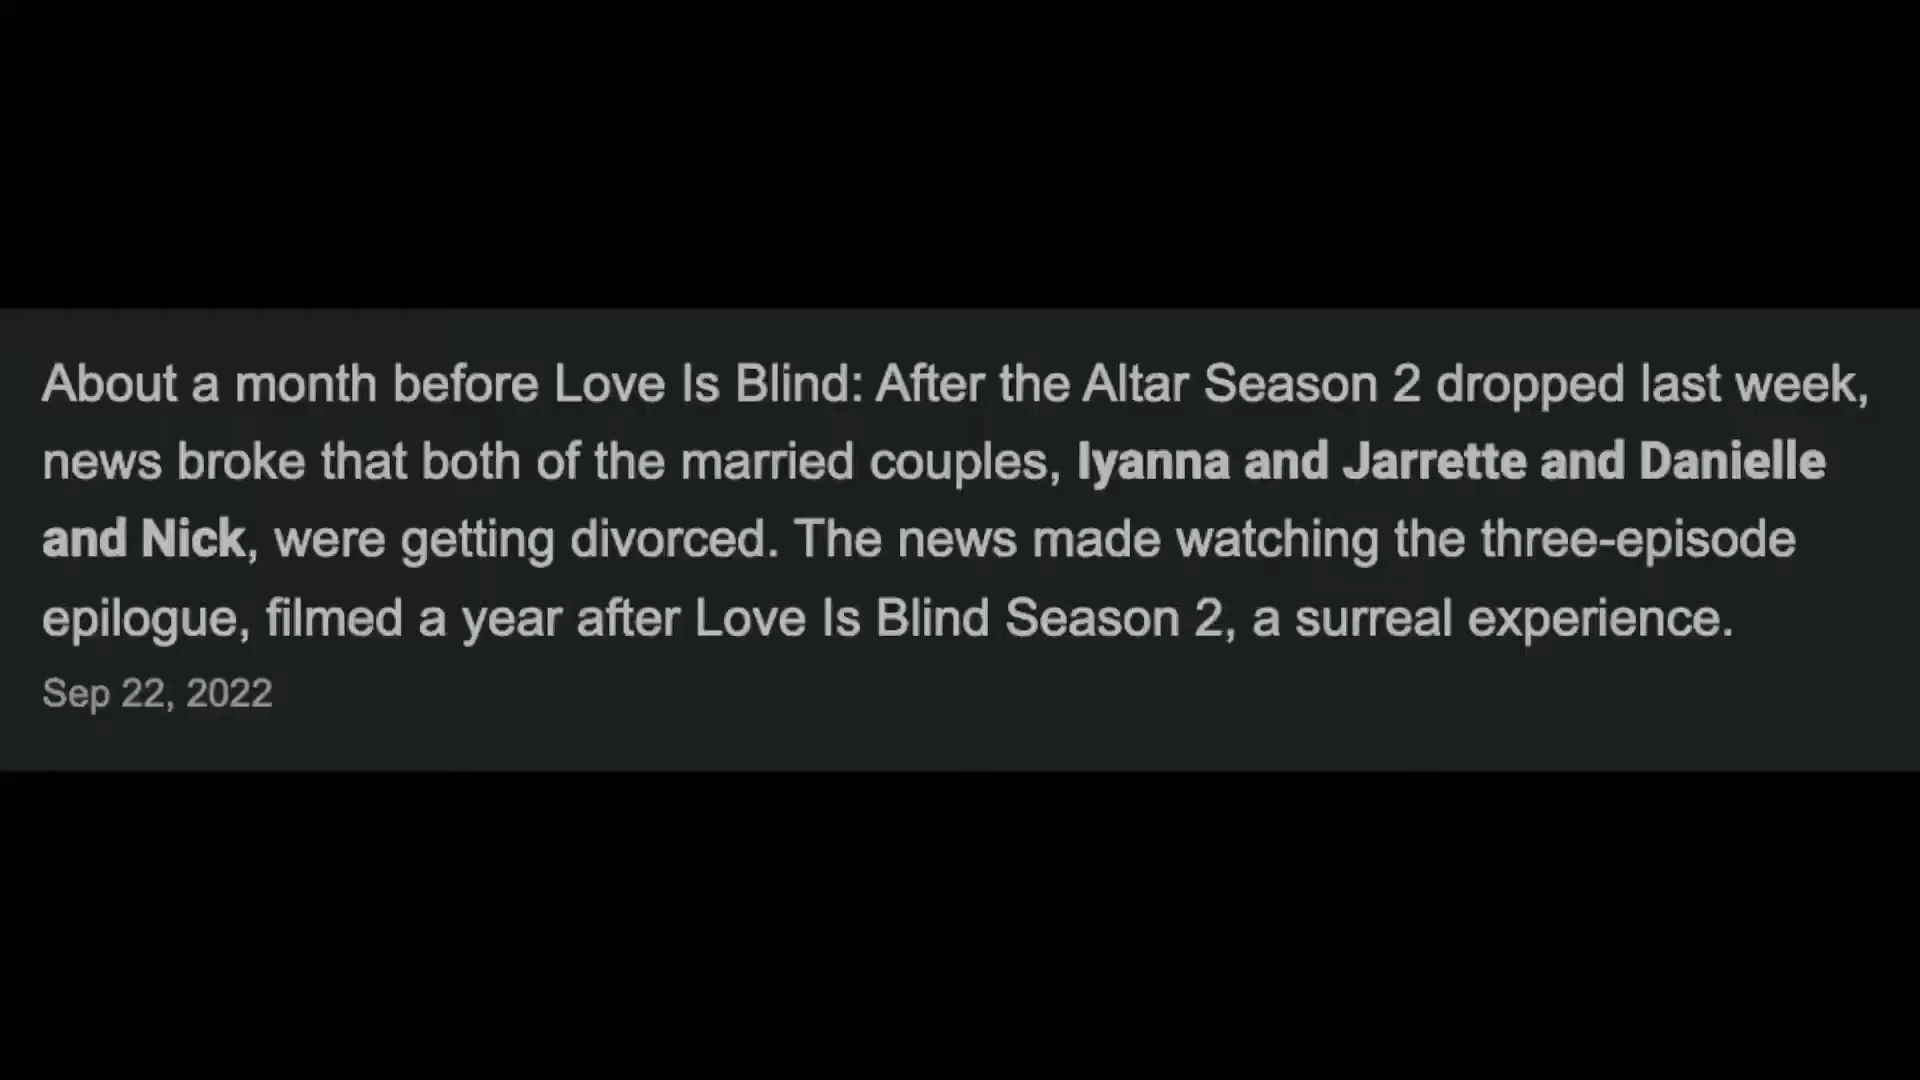 About a month before Love Is Blind: After the Altar Season 2 dropped last week,
news broke that both of the married couples, Iyanna and Jarrette and Danielle
and Nick, were getting divorced. The news made watching the three-episode
epilogue, filmed a year after Love Is Blind Season 2, a surreal experience.
Sep 22, 2022